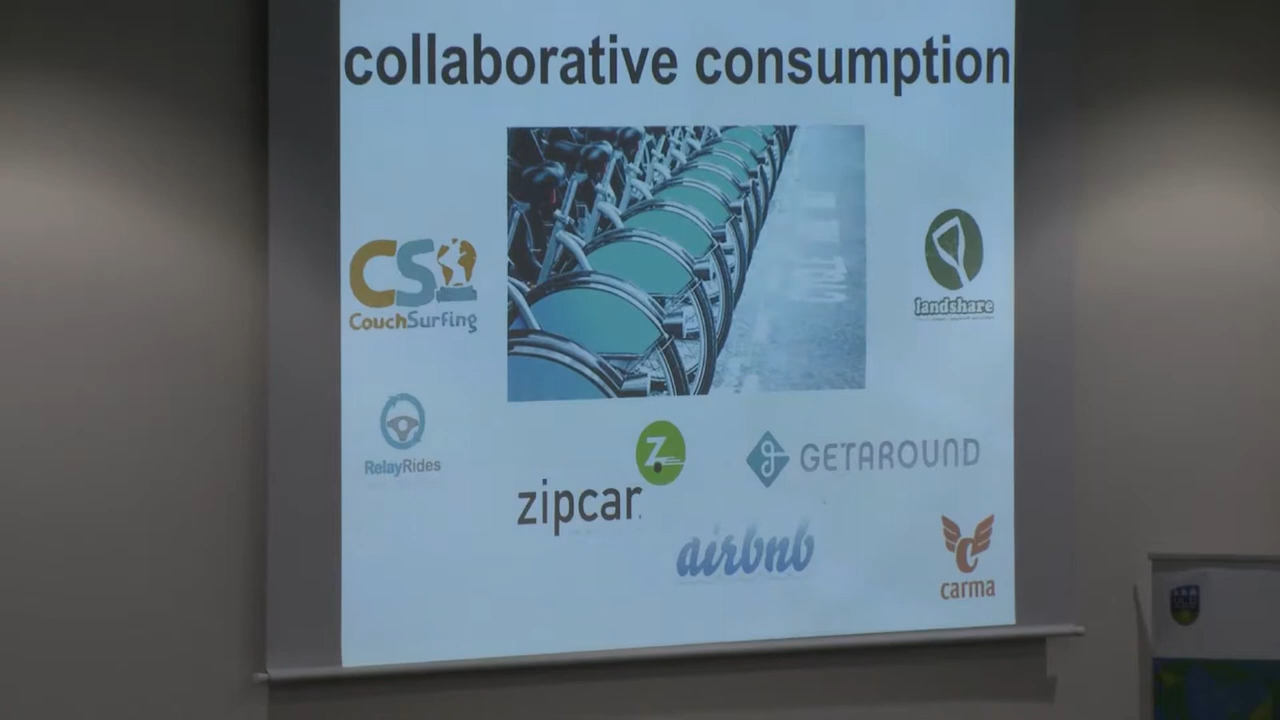 collaborative consumption
CS
CouchSurfing
landshare
RelayRides
Z
zipcar
GETAROUND
airbnb
carma